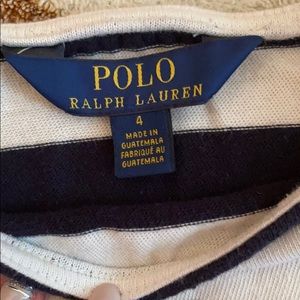 POLO
RALPH LAUREN
4
MADE IN
GUATEMALA
FABRIQUÉ AU
GUATEMALA